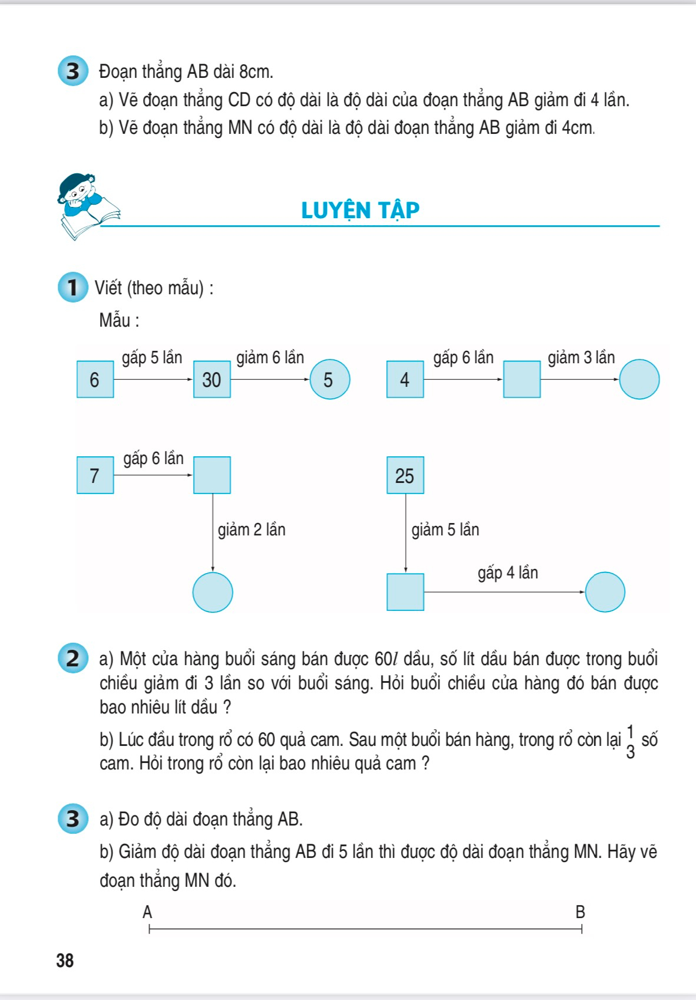 3 Đoạn thẳng AB dài 8cm.
a) Vẽ đoạn thẳng CD có độ dài là độ dài của đoạn thẳng AB giảm đi 4 lần.
b) Vẽ đoạn thẳng MN có độ dài là độ dài đoạn thẳng AB giảm đi 4cm.
LUYỆN TẬP
1 Viết (theo mẫu) :
Mẫu :
gấp 5 lần giảm 6 lần gấp 6 lần giảm 3 lần
6 30 5 4
gấp 6 lần
7 25
giảm 2 lần giảm 5 lần
gấp 4 lần
2 a) Một cửa hàng buổi sáng bán được 60l dầu, số lít dầu bán được trong buổi
chiều giảm đi 3 lần so với buổi sáng. Hỏi buổi chiều cửa hàng đó bán được
bao nhiêu lít dầu ?
b) Lúc đầu trong rổ có 60 quả cam. Sau một buổi bán hàng, trong rổ còn lại 1/3 số
cam. Hỏi trong rổ còn lại bao nhiêu quả cam ?
3 a) Đo độ dài đoạn thẳng AB.
b) Giảm độ dài đoạn thẳng AB đi 5 lần thì được độ dài đoạn thẳng MN. Hãy vẽ
đoạn thẳng MN đó.
A B
38